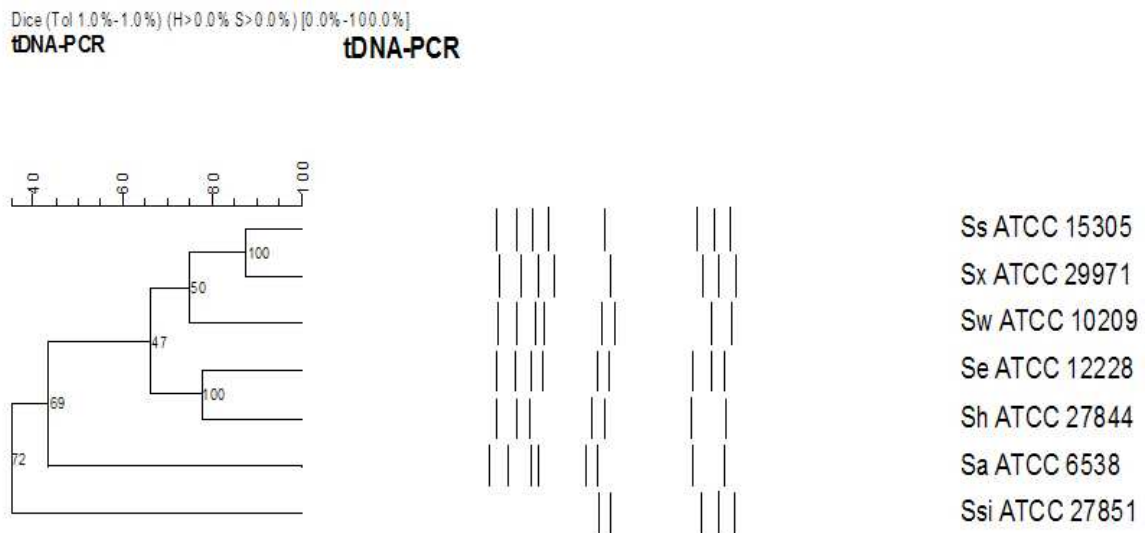 Dice (Tol 1.0%-1.0%) (H>0.0% S>0.0%) [0.0%-100.0%]
tDNA-PCR tDNA-PCR
40 60 80 100
Ss ATCC 15305
100
Sx ATCC 29971
50
Sw ATCC 10209
47
Se ATCC 12228
100
69
Sh ATCC 27844
72
Sa ATCC 6538
Ssi ATCC 27851